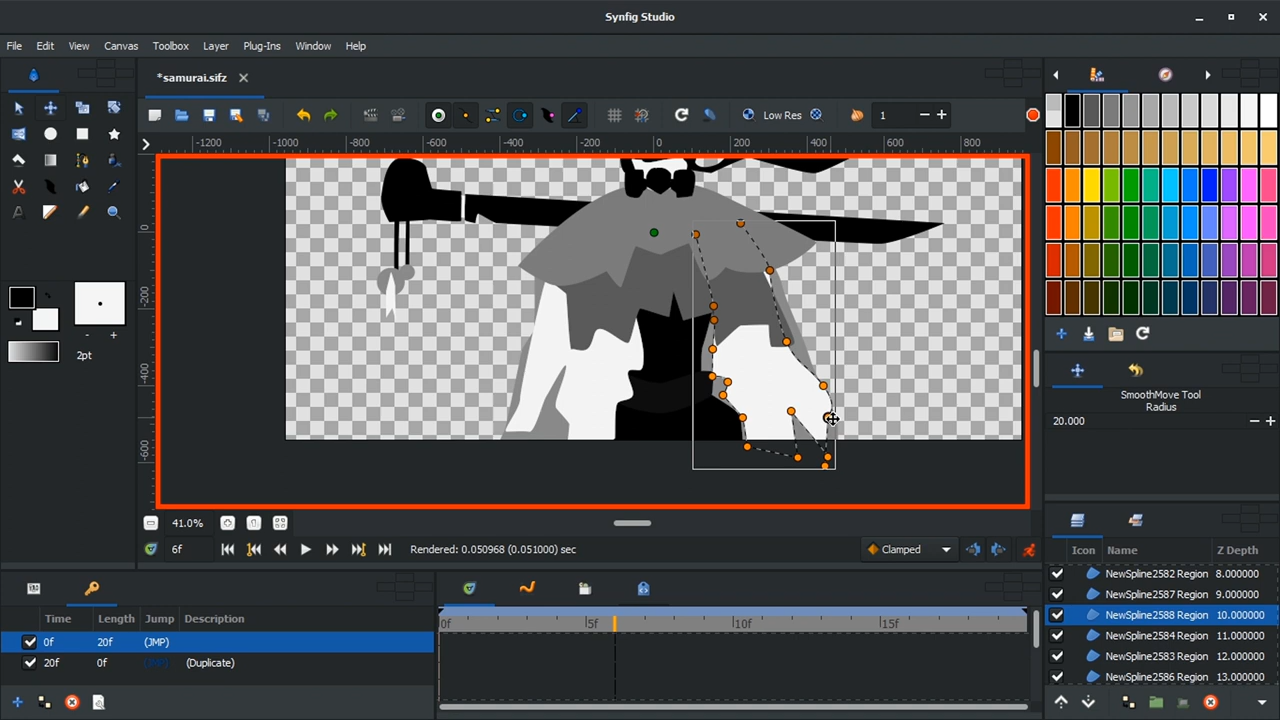 Synfig Studio
File Edit View Canvas Toolbox Layer Plug-Ins Window Help
*samurai.sifz
Low Res 1
-1200 -1000 -800 -600 -400 -200 0 200 400 600 800
0
-200
-400
-600
2pt
SmoothMove Tool
Radius
20.000
41.0%
6f Rendered: 0.050968 (0.051000) sec Clamped
Icon Name Z Depth
NewSpline2582 Region 8.000000
NewSpline2587 Region 9.000000
NewSpline2588 Region 10.000000
NewSpline2584 Region 11.000000
NewSpline2583 Region 12.000000
NewSpline2586 Region 13.000000
Time Length Jump Description
0f 20f (JMP)
20f 0f (JMP) (Duplicate)
0f 5f 10f 15f